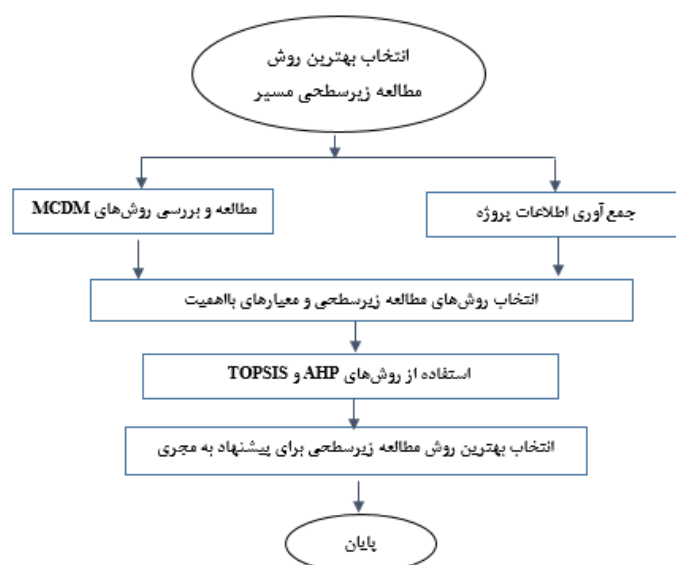 انتخاب بهترین روش
مطالعه زیرسطحی مسیر
جمع آوری اطلاعات پروژه
مطالعه و بررسی روش‌های MCDM
انتخاب روش‌های مطالعه زیرسطحی و معیارهای بااهمیت
استفاده از روش‌های AHP و TOPSIS
انتخاب بهترین روش مطالعه زیرسطحی برای پیشنهاد به مجری
پایان